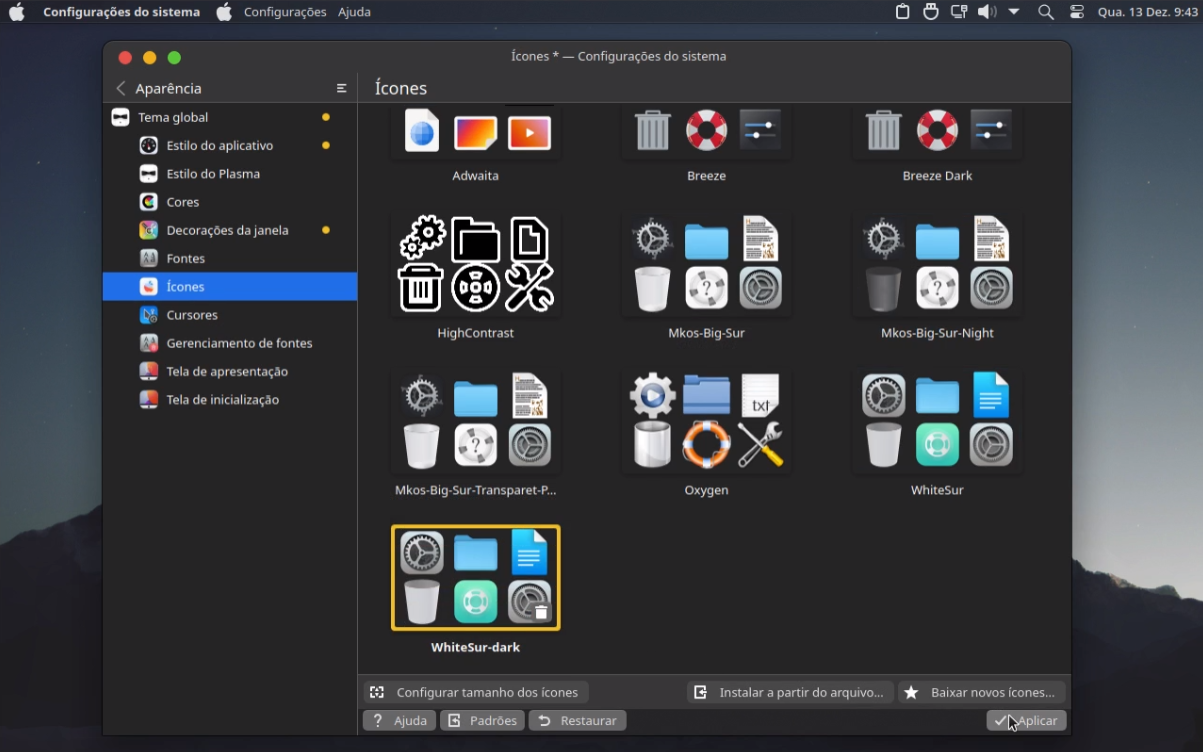 Configurações do sistema Configurações Ajuda Qua. 13 Dez. 9:43
Ícones * — Configurações do sistema
Aparência
Tema global
Estilo do aplicativo
Estilo do Plasma
Cores
Decorações da janela
Fontes
Ícones
Cursores
Gerenciamento de fontes
Tela de apresentação
Tela de inicialização
Ícones
Adwaita Breeze Breeze Dark
HighContrast Mkos-Big-Sur Mkos-Big-Sur-Night
txt
Mkos-Big-Sur-Transparet-P... Oxygen WhiteSur
WhiteSur-dark
Configurar tamanho dos ícones Instalar a partir do arquivo... Baixar novos ícones...
? Ajuda Padrões Restaurar Aplicar